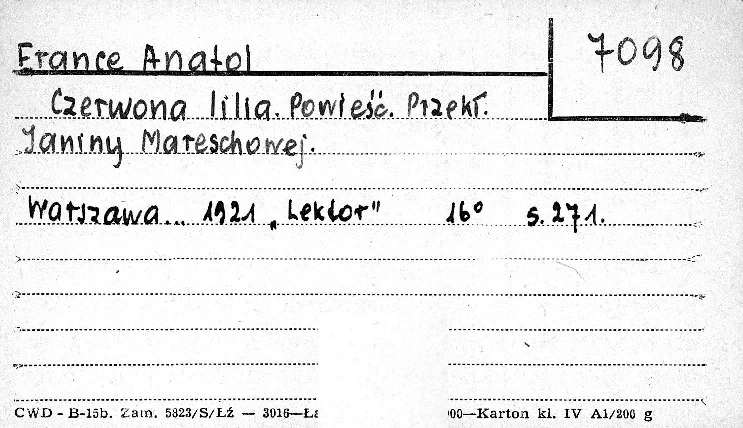 France Anatol
7098
Czerwona lilia. Powieść. Przekł.
Janiny Mareschowej.
Warszawa... 1921 „Lektor" 16° s. 271.
CWD - B-15b. Zam. 5823/S/Łź — 3016—Ł 00—Karton kl. IV A1/200 g